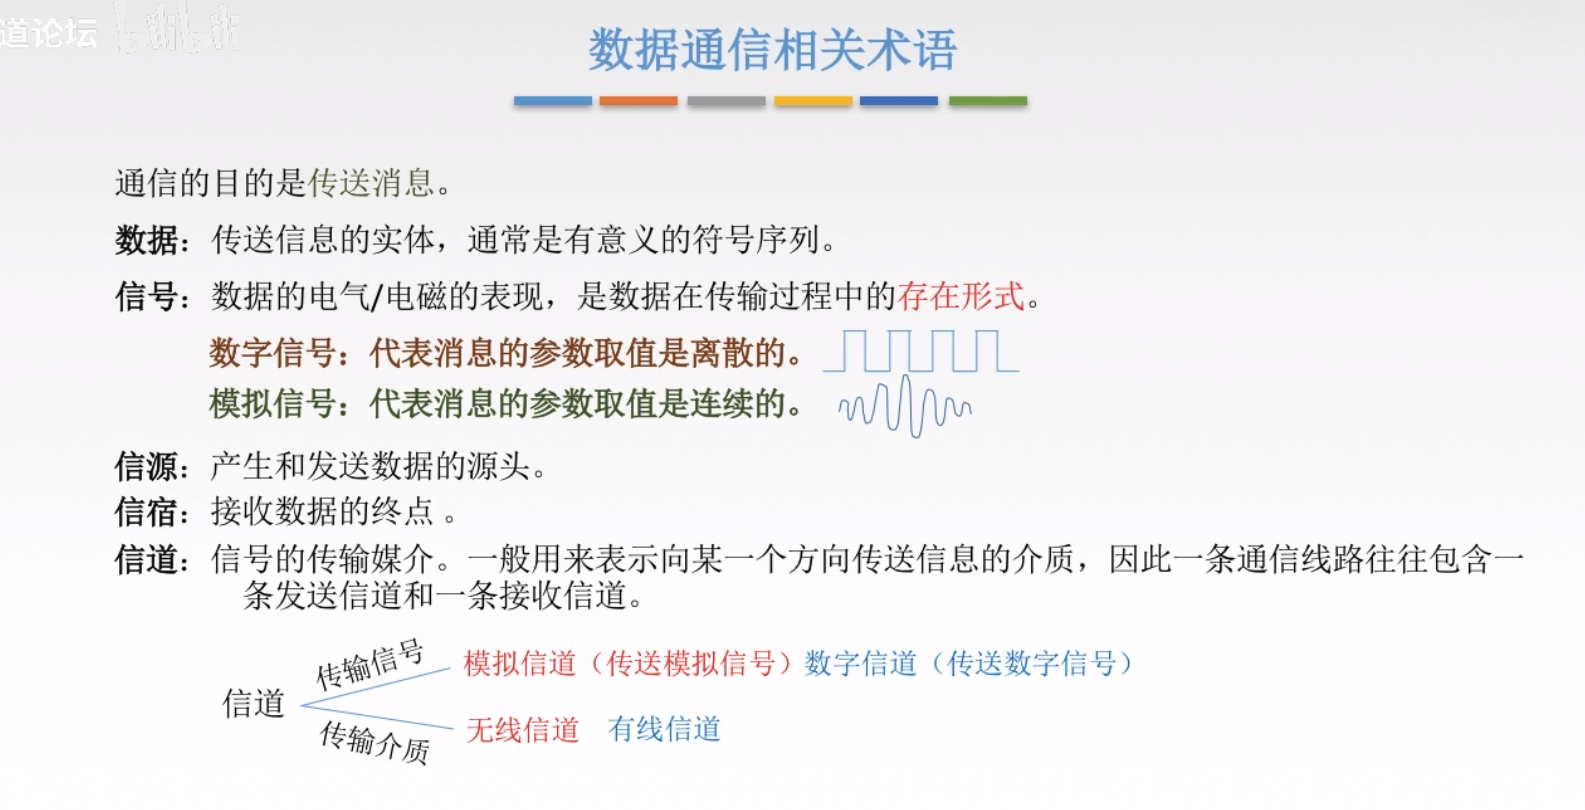 道论坛 bilibili
数据通信相关术语
通信的目的是传送消息。
数据：传送信息的实体，通常是有意义的符号序列。
信号：数据的电气/电磁的表现，是数据在传输过程中的存在形式。
数字信号：代表消息的参数取值是离散的。
模拟信号：代表消息的参数取值是连续的。
信源：产生和发送数据的源头。
信宿：接收数据的终点 。
信道：信号的传输媒介。一般用来表示向某一个方向传送信息的介质，因此一条通信线路往往包含一
条发送信道和一条接收信道。
传输信号
模拟信道（传送模拟信号）数字信道（传送数字信号）
信道
传输介质
无线信道 有线信道